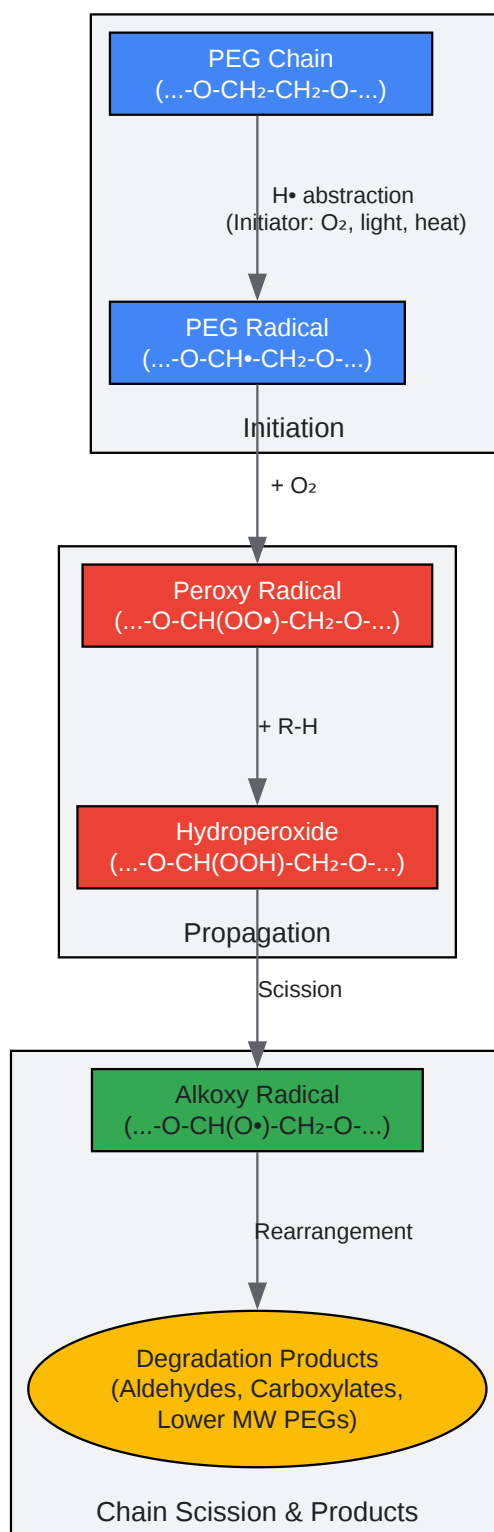 PEG Chain
(...-O-CH₂-CH₂-O-...)
H• abstraction
(Initiator: O₂, light, heat)
PEG Radical
(...-O-CH•-CH₂-O-...)
Initiation
+ O₂
Peroxy Radical
(...-O-CH(OO•)-CH₂-O-...)
+ R-H
Hydroperoxide
(...-O-CH(OOH)-CH₂-O-...)
Propagation
Scission
Alkoxy Radical
(...-O-CH(O•)-CH₂-O-...)
Rearrangement
Degradation Products
(Aldehydes, Carboxylates,
Lower MW PEGs)
Chain Scission & Products